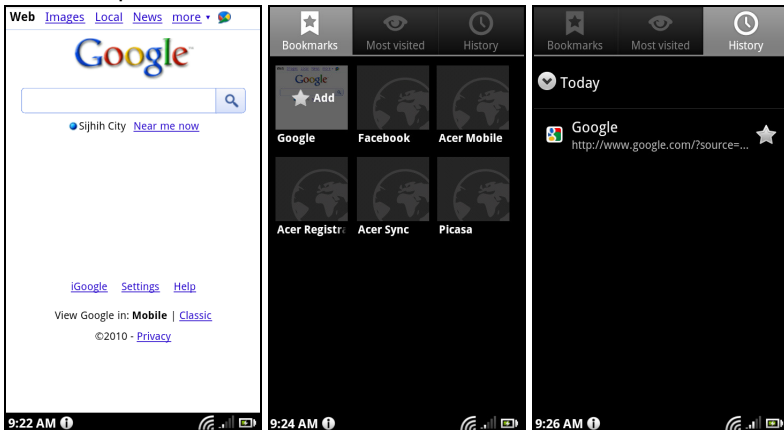 Web Images Local News more
Google
Sijhih City Near me now
iGoogle Settings Help
View Google in: Mobile | Classic
©2010 - Privacy
9:22 AM
Bookmarks Most visited History
Google
Add
Google Facebook Acer Mobile
Acer Registra Acer Sync Picasa
9:24 AM
Bookmarks Most visited History
Today
Google
http://www.google.com/?source=...
9:26 AM